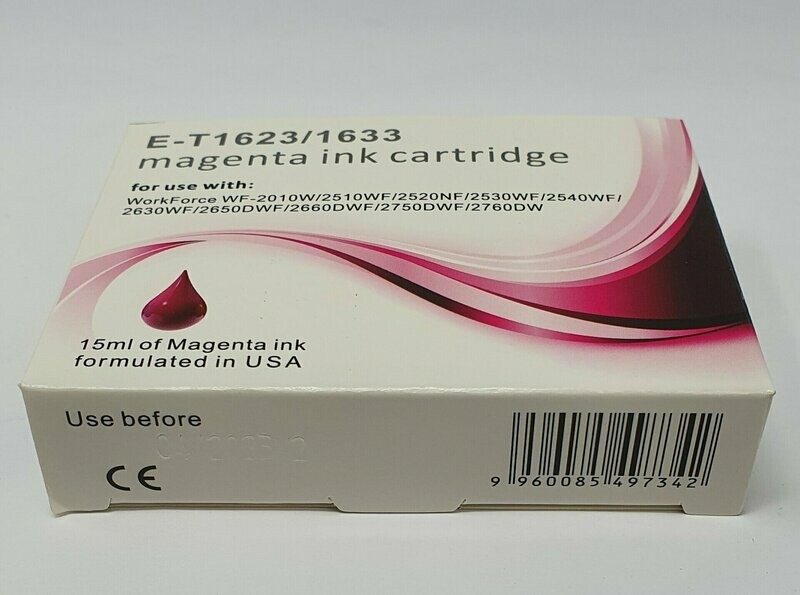 E-T1623/1633
magenta ink cartridge
for use with:
WorkForce WF-2010W/2510WF/2520NF/2530WF/2540WF/
2630WF/2650DWF/2660DWF/2750DWF/2760DW
15ml of Magenta ink
formulated in USA
Use before
CE
9 960085 497342